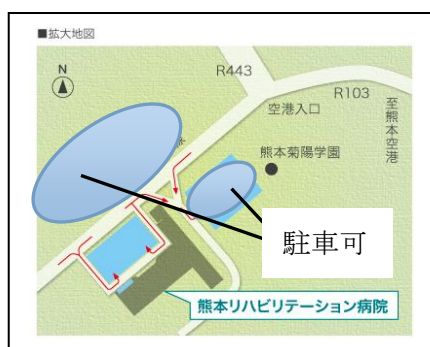 ■拡大地図
N
R443
R103
空港入口
至熊本空港
熊本菊陽学園
駐車可
熊本リハビリテーション病院